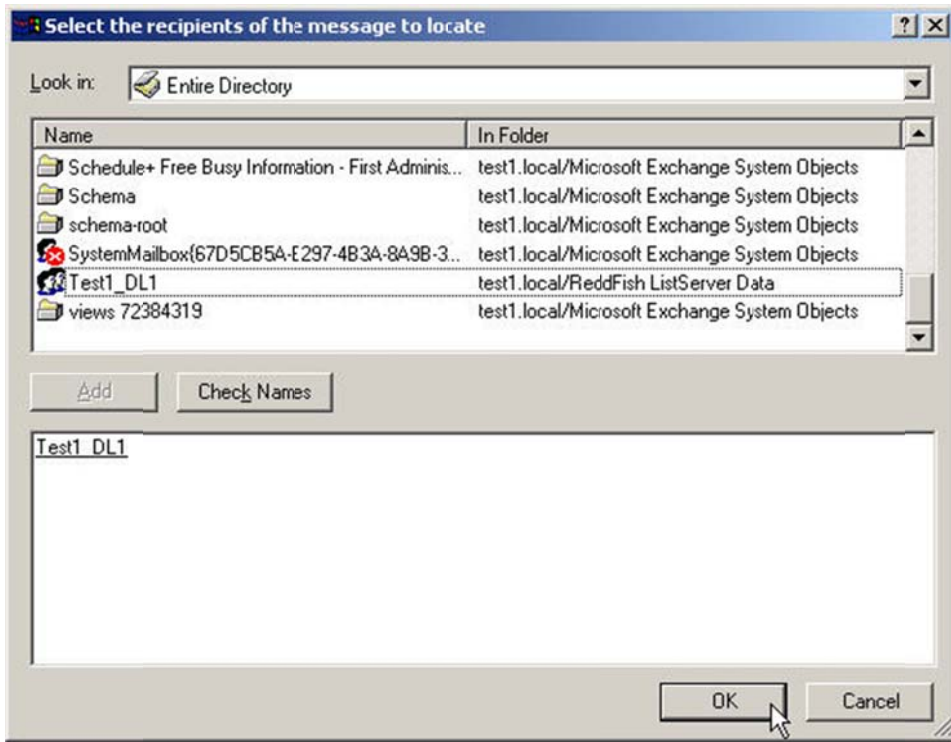 Select the recipients of the message to locate
Look in: Entire Directory
Name In Folder
Schedule+ Free Busy Information - First Adminis... test1.local/Microsoft Exchange System Objects
Schema test1.local/Microsoft Exchange System Objects
schema-root test1.local/Microsoft Exchange System Objects
SystemMailbox{67D5CB5A-E297-4B3A-8A9B-3... test1.local/Microsoft Exchange System Objects
Test1_DL1 test1.local/ReddFish ListServer Data
views 72384319 test1.local/Microsoft Exchange System Objects
Add Check Names
Test1_DL1
OK Cancel